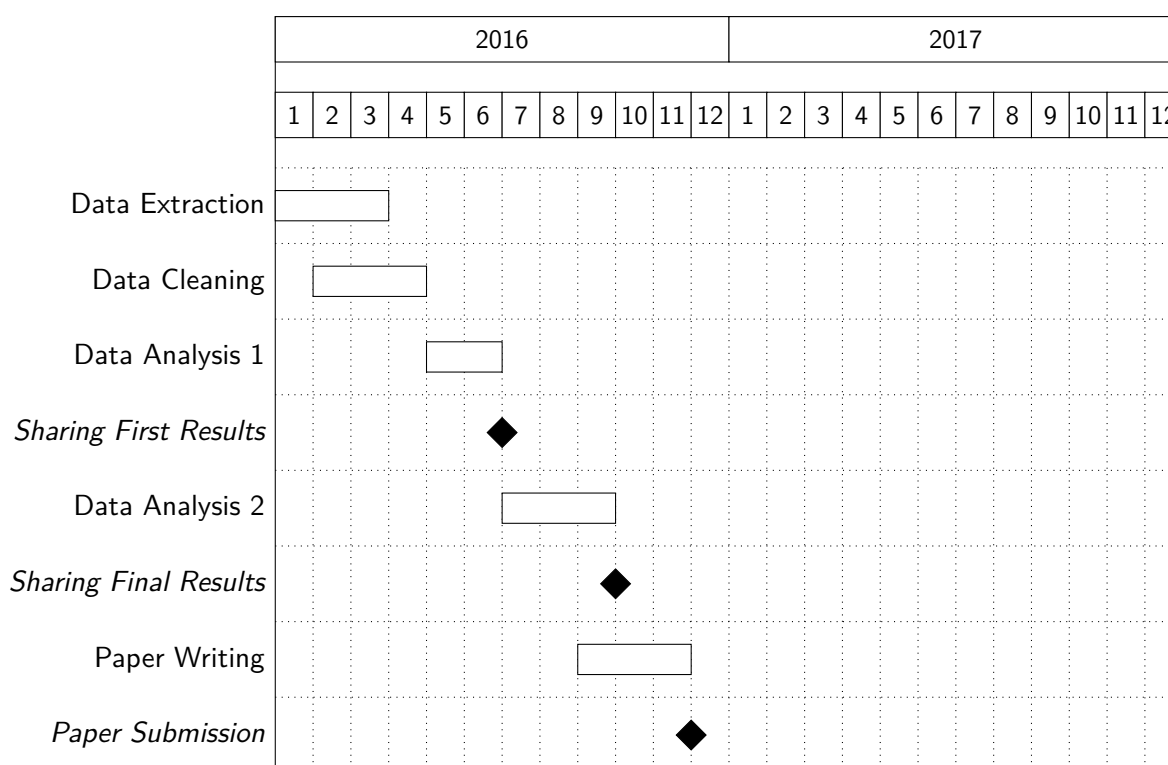 2016 2017
1 2 3 4 5 6 7 8 9 10 11 12 1 2 3 4 5 6 7 8 9 10 11 12
Data Extraction
Data Cleaning
Data Analysis 1
Sharing First Results
Data Analysis 2
Sharing Final Results
Paper Writing
Paper Submission